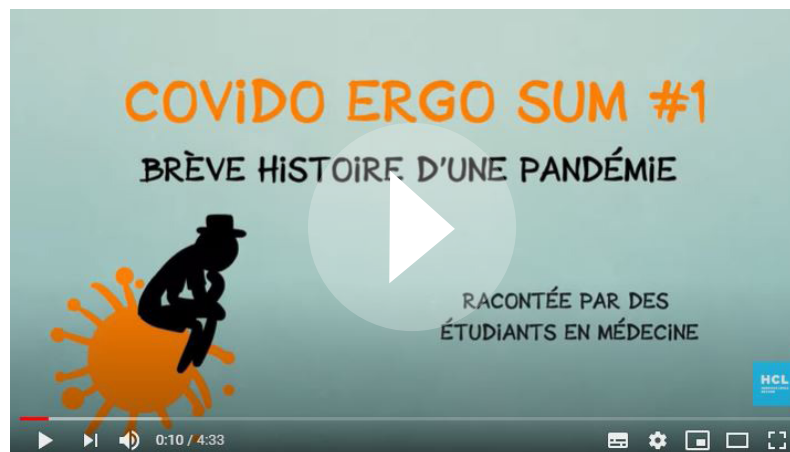 COVIDO ERGO SUM #1
BRÈVE HISTOIRE D'UNE PANDÉMIE
RACONTÉE PAR DES
ÉTUDIANTS EN MÉDECINE
HCL
0:10 / 4:33